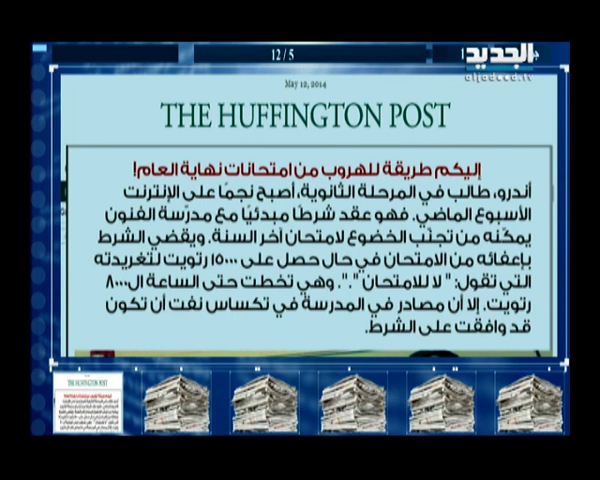 12/5
الجديد
aljadeed.tv
May 12, 2014
THE HUFFINGTON POST
إليكم طريقة للهروب من امتحانات نهاية العام!
أندرو، طالب في المرحلة الثانوية، أصبح نجمًا على الإنترنت
الأسبوع الماضي. فهو عقد شرطًا مبدئيًا مع مدرّسة الفنون
يمكّنه من تجنّب الخضوع لامتحان آخر السنة. ويقضي الشرط
بإعفائه من الامتحان في حال حصل على ١٥٠٠٠ رتويت لتغريدته
التي تقول: " لا للامتحان ".". وهي تخطت حتى الساعة ال٨٠٠٠
رتويت. إلا أن مصادر في المدرسة في تكساس نفت أن تكون
قد وافقت على الشرط.
THE HUFFINGTON POST